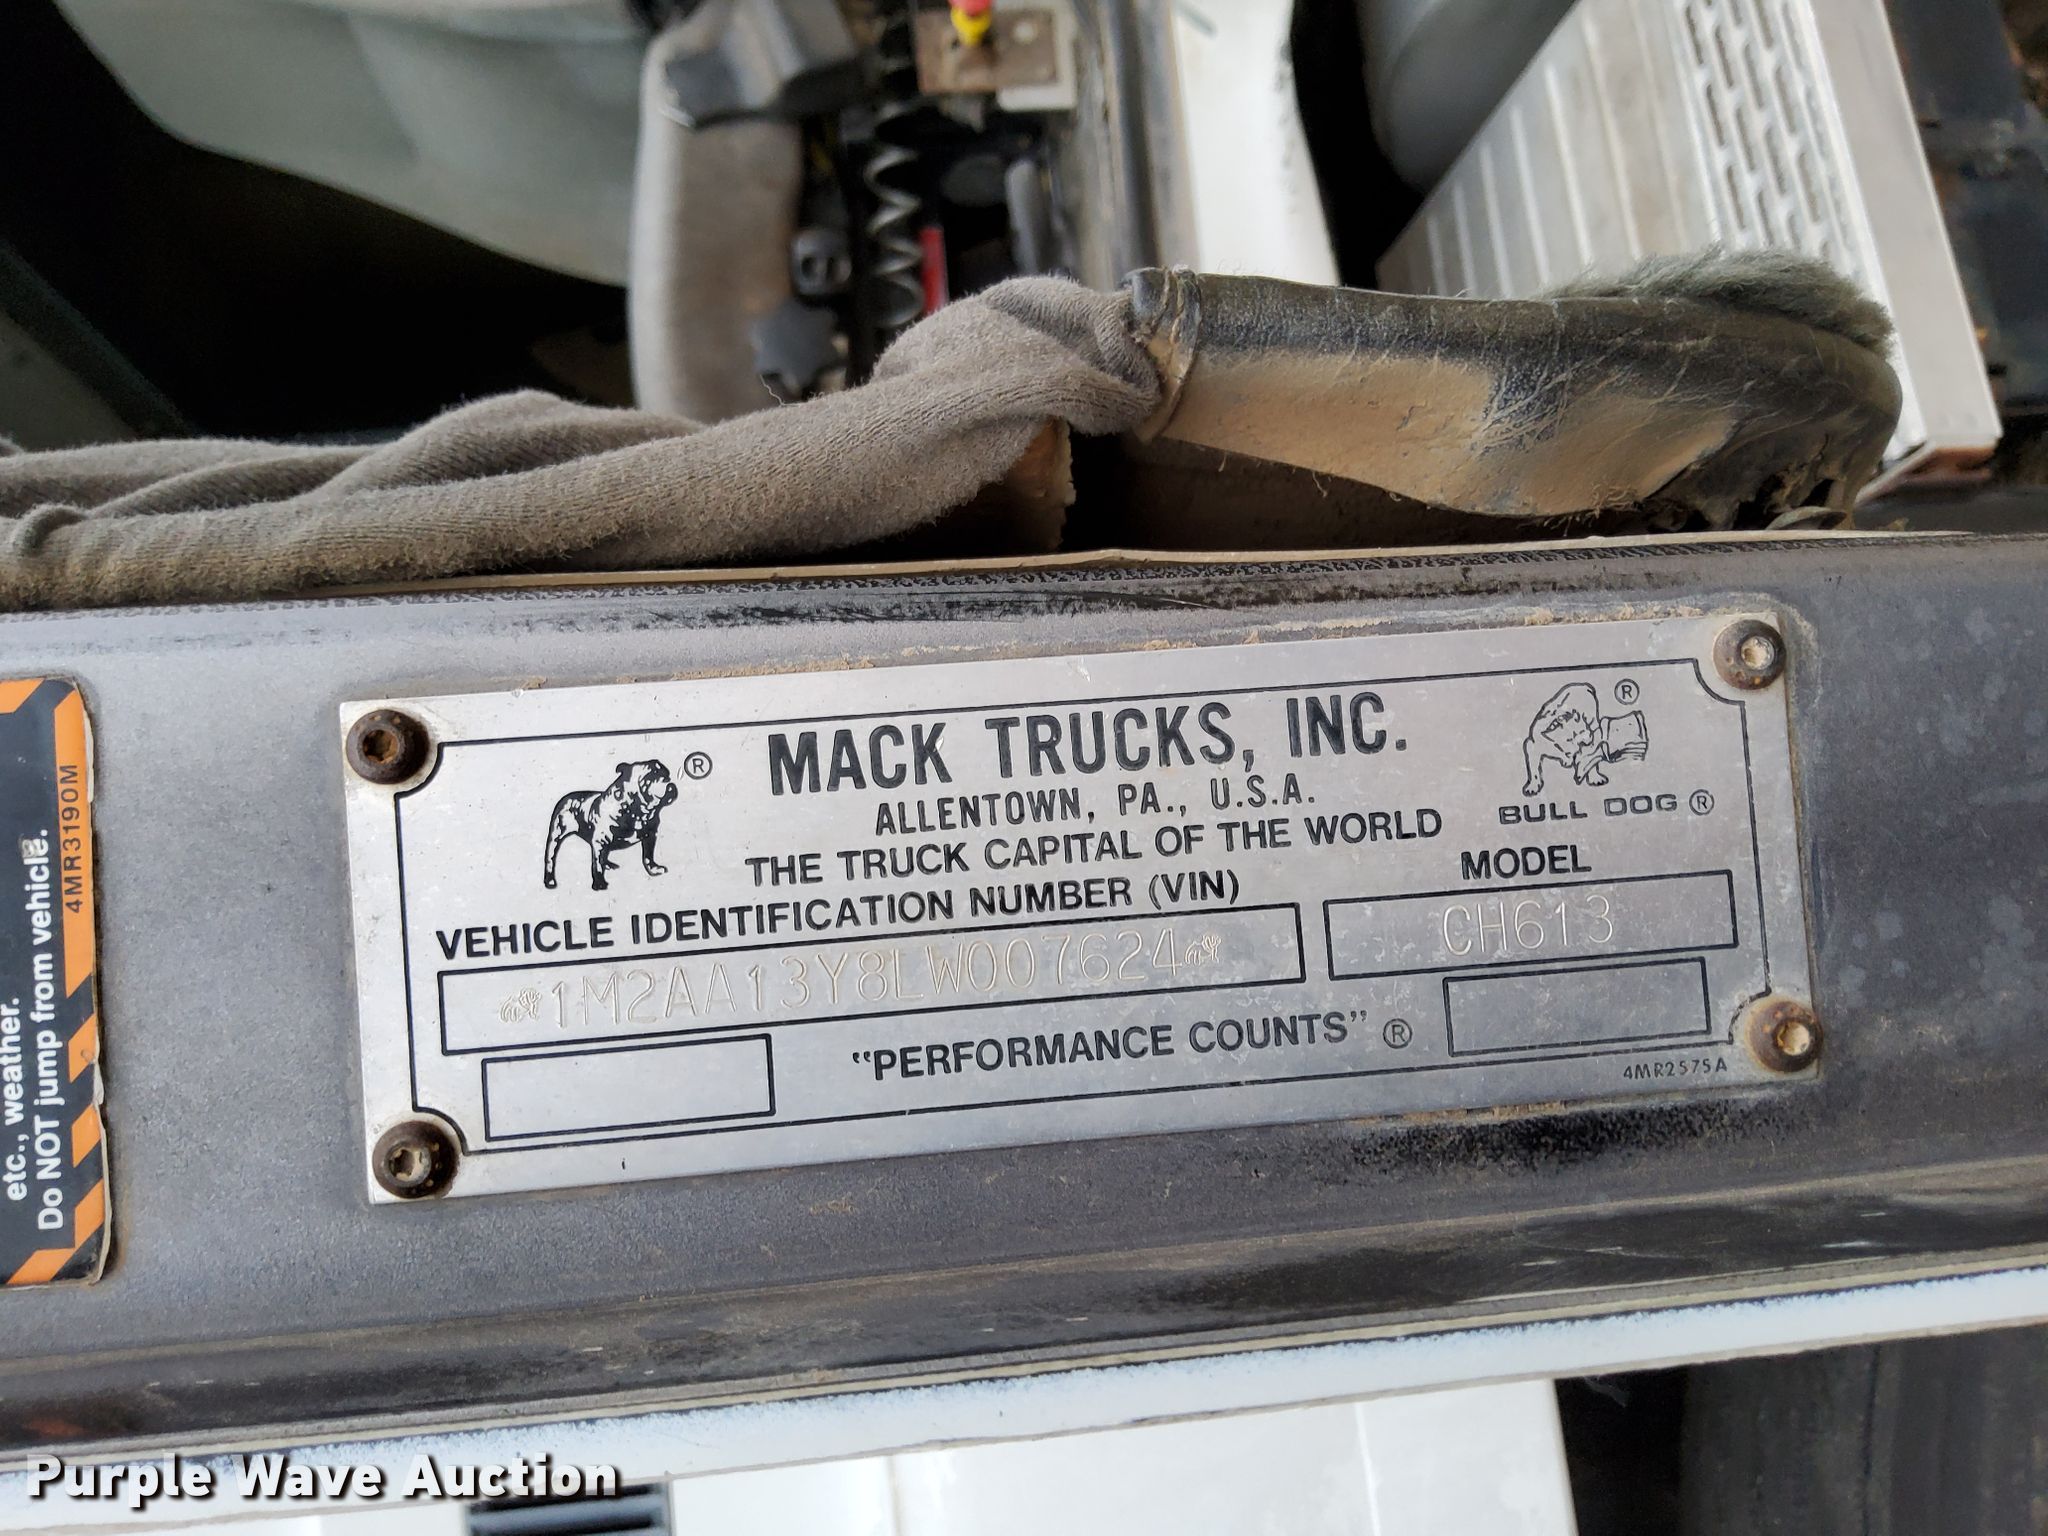 MACK TRUCKS, INC.
ALLENTOWN, PA., U.S.A.
THE TRUCK CAPITAL OF THE WORLD
® BULL DOG ®
®
VEHICLE IDENTIFICATION NUMBER (VIN)
MODEL
1M2AA13Y8LW007624
CH613
"PERFORMANCE COUNTS" ®
4MR2575A
etc., weather.
Do NOT jump from vehicle.
4MR3190M
Purple Wave Auction